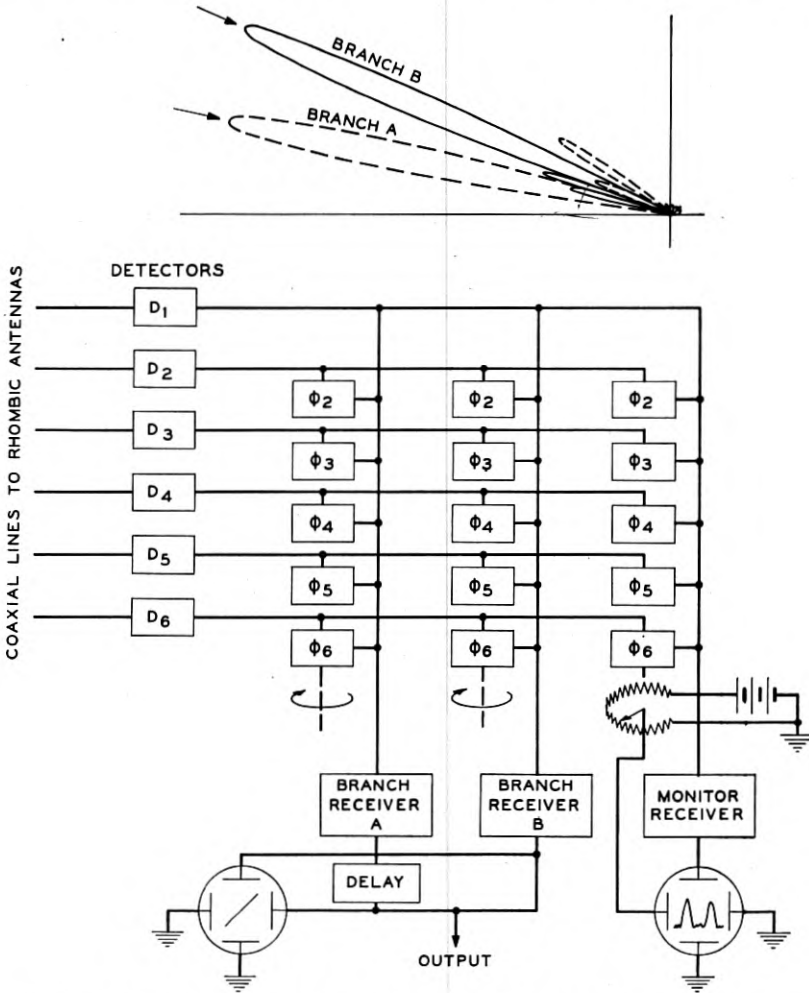 BRANCH B
BRANCH A
COAXIAL LINES TO RHOMBIC ANTENNAS
DETECTORS
D1
D2
Φ2 Φ2 Φ2
D3
Φ3 Φ3 Φ3
D4
Φ4 Φ4 Φ4
D5
Φ5 Φ5 Φ5
D6
Φ6 Φ6 Φ6
BRANCH RECEIVER A
BRANCH RECEIVER B
MONITOR RECEIVER
DELAY
OUTPUT